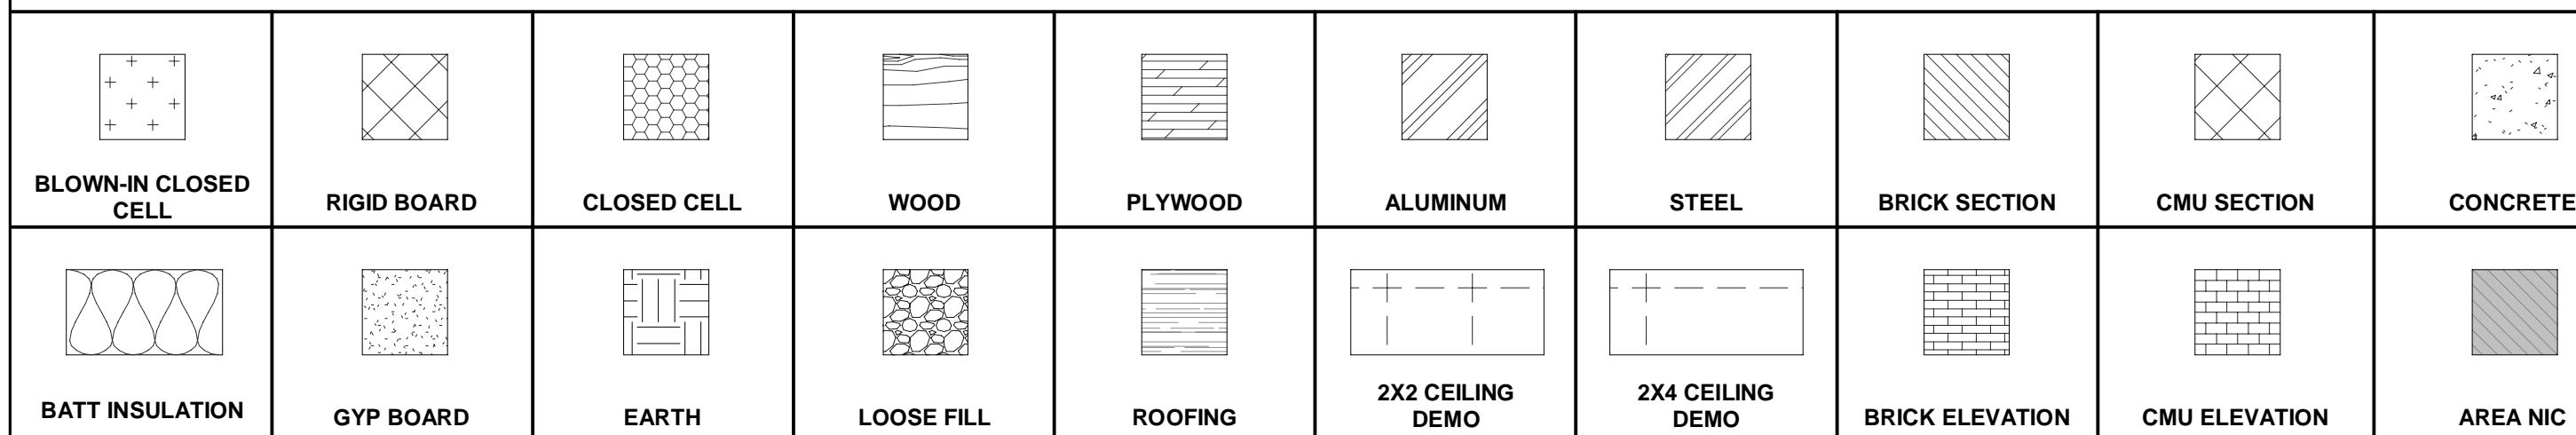 BLOWN-IN CLOSED
CELL
RIGID BOARD
CLOSED CELL
WOOD
PLYWOOD
ALUMINUM
STEEL
BRICK SECTION
CMU SECTION
CONCRETE
BATT INSULATION
GYP BOARD
EARTH
LOOSE FILL
ROOFING
2X2 CEILING
DEMO
2X4 CEILING
DEMO
BRICK ELEVATION
CMU ELEVATION
AREA NIC